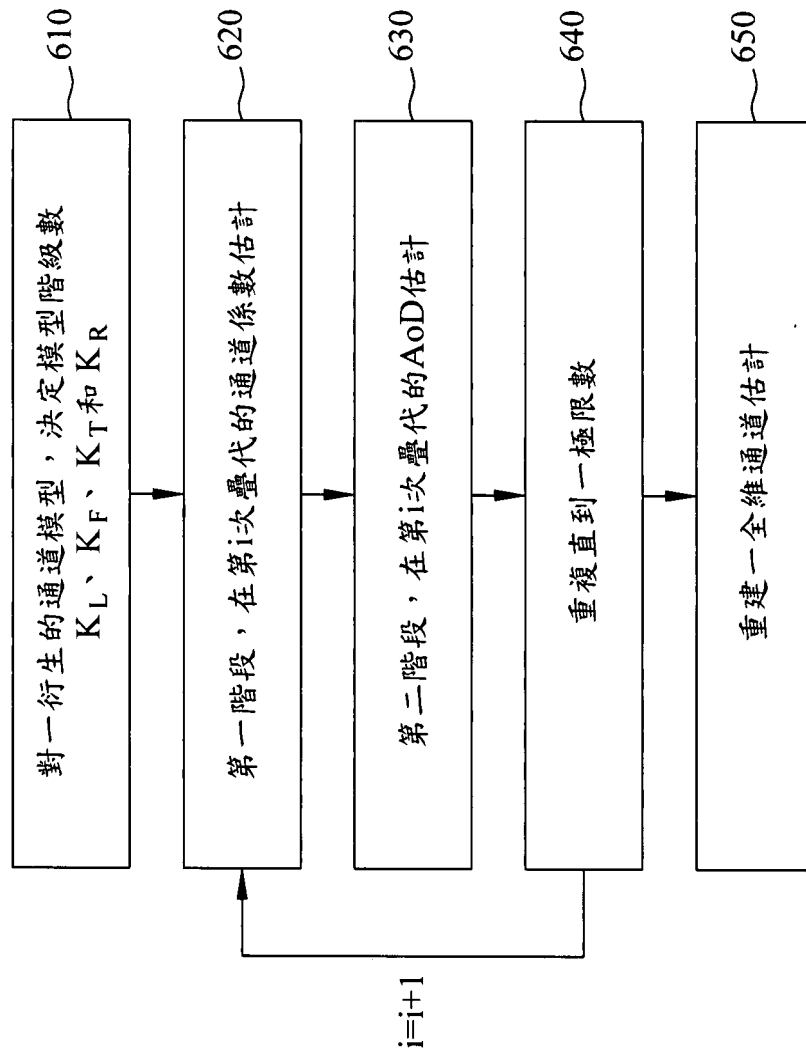 對一衍生的通道模型，決定模型階級數
K_L、K_F、K_T和K_R
610
第一階段，在第i次疊代的通道係數估計
620
第二階段，在第i次疊代的AoD估計
630
重複直到一極限數
640
i=i+1
重建一全維通道估計
650